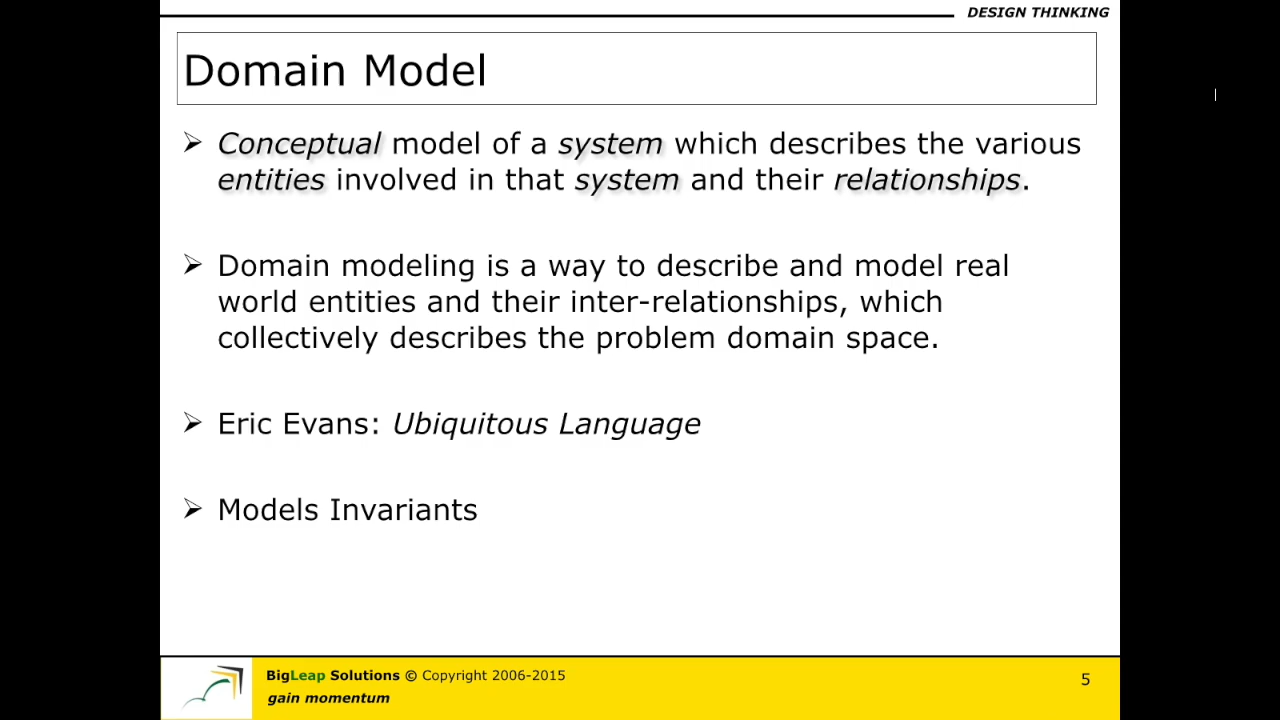 DESIGN THINKING
Domain Model
➢ Conceptual model of a system which describes the various
entities involved in that system and their relationships.
➢ Domain modeling is a way to describe and model real
world entities and their inter-relationships, which
collectively describes the problem domain space.
➢ Eric Evans: Ubiquitous Language
➢ Models Invariants
BigLeap Solutions © Copyright 2006-2015
gain momentum
5